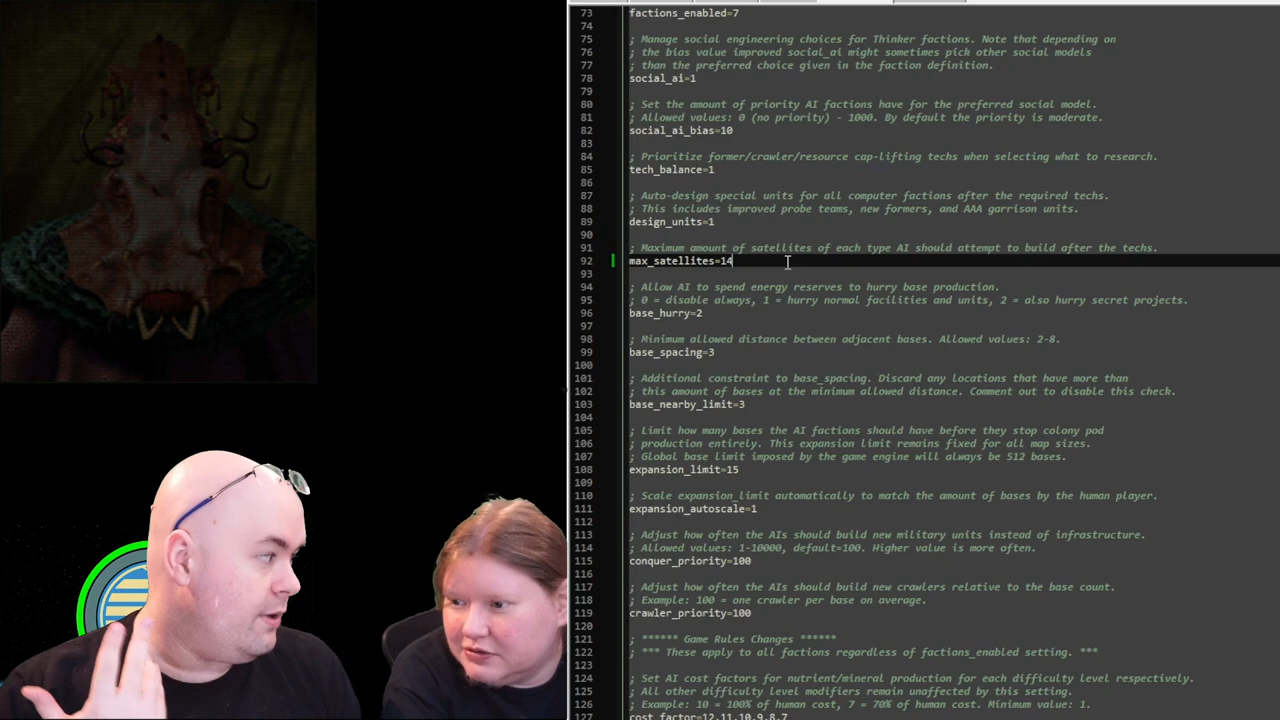 73 factions_enabled=7
74
75 ; Manage social engineering choices for Thinker factions. Note that depending on
76 ; the bias value improved social_ai might sometimes pick other social models
77 ; than the preferred choice given in the faction definition.
78 social_ai=1
79
80 ; Set the amount of priority AI factions have for the preferred social model.
81 ; Allowed values: 0 (no priority) - 1000. By default the priority is moderate.
82 social_ai_bias=10
83
84 ; Prioritize former/crawler/resource cap-lifting techs when selecting what to research.
85 tech_balance=1
86
87 ; Auto-design special units for all computer factions after the required techs.
88 ; This includes improved probe teams, new formers, and AAA garrison units.
89 design_units=1
90
91 ; Maximum amount of satellites of each type AI should attempt to build after the techs.
92 max_satellites=14
93
94 ; Allow AI to spend energy reserves to hurry base production.
95 ; 0 = disable always, 1 = hurry normal facilities and units, 2 = also hurry secret projects.
96 base_hurry=2
97
98 ; Minimum allowed distance between adjacent bases. Allowed values: 2-8.
99 base_spacing=3
100
101 ; Additional constraint to base_spacing. Discard any locations that have more than
102 ; this amount of bases at the minimum allowed distance. Comment out to disable this check.
103 base_nearby_limit=3
104
105 ; Limit how many bases the AI factions should have before they stop colony pod
106 ; production entirely. This expansion limit remains fixed for all map sizes.
107 ; Global base limit imposed by the game engine will always be 512 bases.
108 expansion_limit=15
109
110 ; Scale expansion_limit automatically to match the amount of bases by the human player.
111 expansion_autoscale=1
112
113 ; Adjust how often the AIs should build new military units instead of infrastructure.
114 ; Allowed values: 1-10000, default=100. Higher value is more often.
115 conquer_priority=100
116
117 ; Adjust how often the AIs should build new crawlers relative to the base count.
118 ; Example: 100 = one crawler per base on average.
119 crawler_priority=100
120
121 ; ****** Game Rules Changes ******
122 ; *** These apply to all factions regardless of factions_enabled setting. ***
123
124 ; Set AI cost factors for nutrient/mineral production for each difficulty level respectively.
125 ; All other difficulty level modifiers remain unaffected by this setting.
126 ; Example: 10 = 100% of human cost, 7 = 70% of human cost. Minimum value: 1.
127 cost_factor=12,11,10,9,8,7